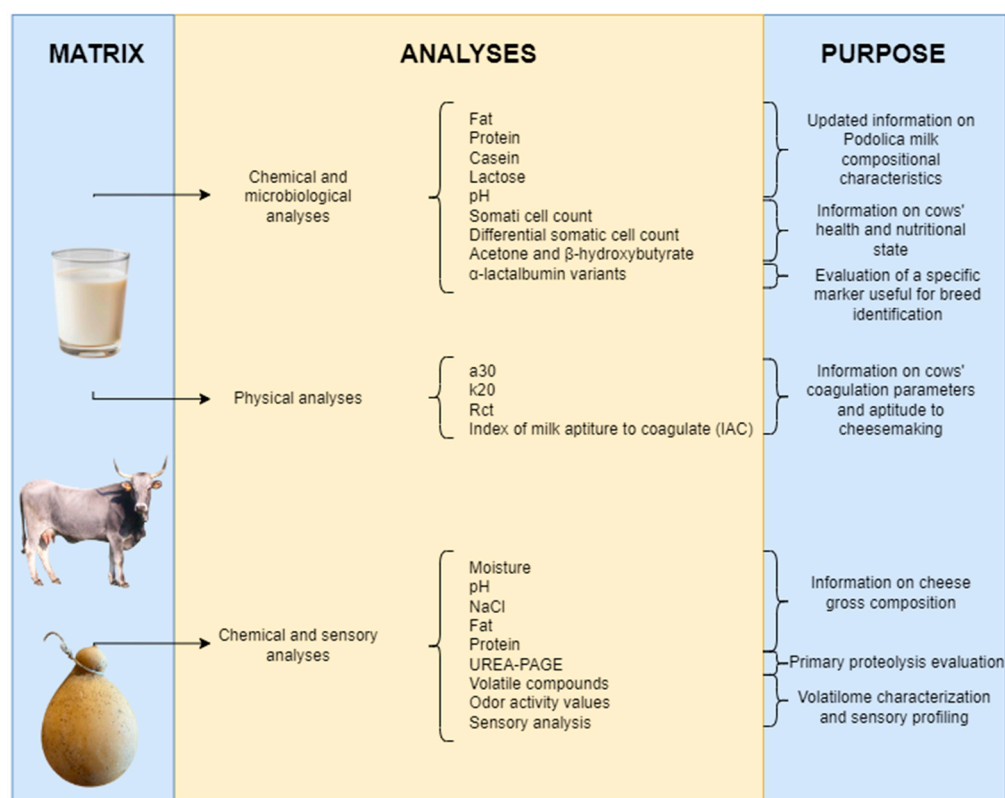 MATRIX
ANALYSES
PURPOSE
Chemical and
microbiological
analyses
Fat
Protein
Casein
Lactose
pH
Somati cell count
Differential somatic cell count
Acetone and β-hydroxybutyrate
α-lactalbumin variants
Updated information on
Podolica milk
compositional
characteristics
Information on cows'
health and nutritional
state
Evaluation of a specific
marker useful for breed
identification
Physical analyses
a30
k20
Rct
Index of milk aptiture to coagulate (IAC)
Information on cows'
coagulation parameters
and aptitude to
cheesemaking
Chemical and sensory
analyses
Moisture
pH
NaCl
Fat
Protein
UREA-PAGE
Volatile compounds
Odor activity values
Sensory analysis
Information on cheese
gross composition
Primary proteolysis evaluation
Volatilome characterization
and sensory profiling